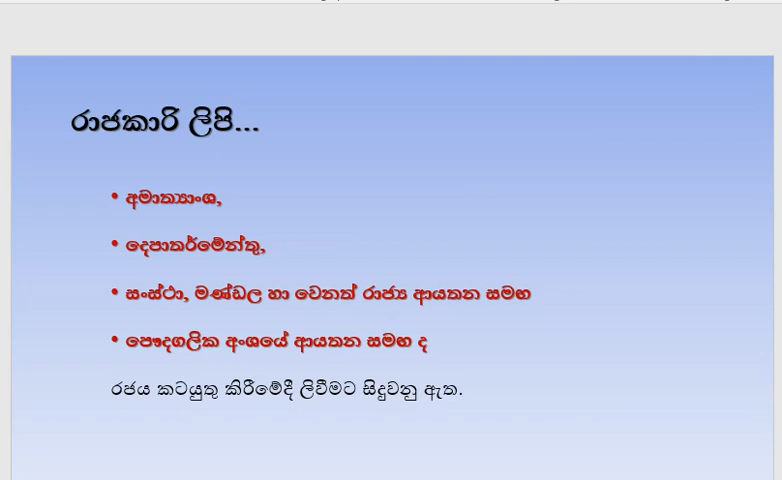 රාජකාරි ලිපි...
• අමාත්‍යාංශ,
• දෙපාතර්මේන්තු,
• සංස්ථා, මණ්ඩල හා වෙනත් රාජ්‍ය ආයතන සමඟ
• පෞද්ගලික අංශයේ ආයතන සමඟ ද
රජය කටයුතු කිරීමේදී ලිවීමට සිදුවනු ඇත.